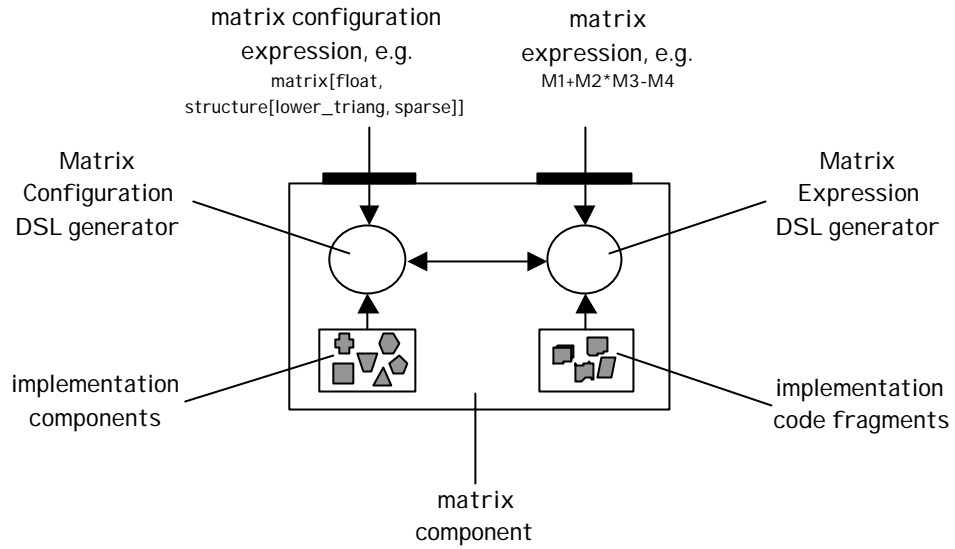 matrix configuration
expression, e.g.
matrix[float,
structure[lower_triang, sparse]]
matrix
expression, e.g.
M1+M2*M3-M4
Matrix
Configuration
DSL generator
Matrix
Expression
DSL generator
implementation
components
implementation
code fragments
matrix
component